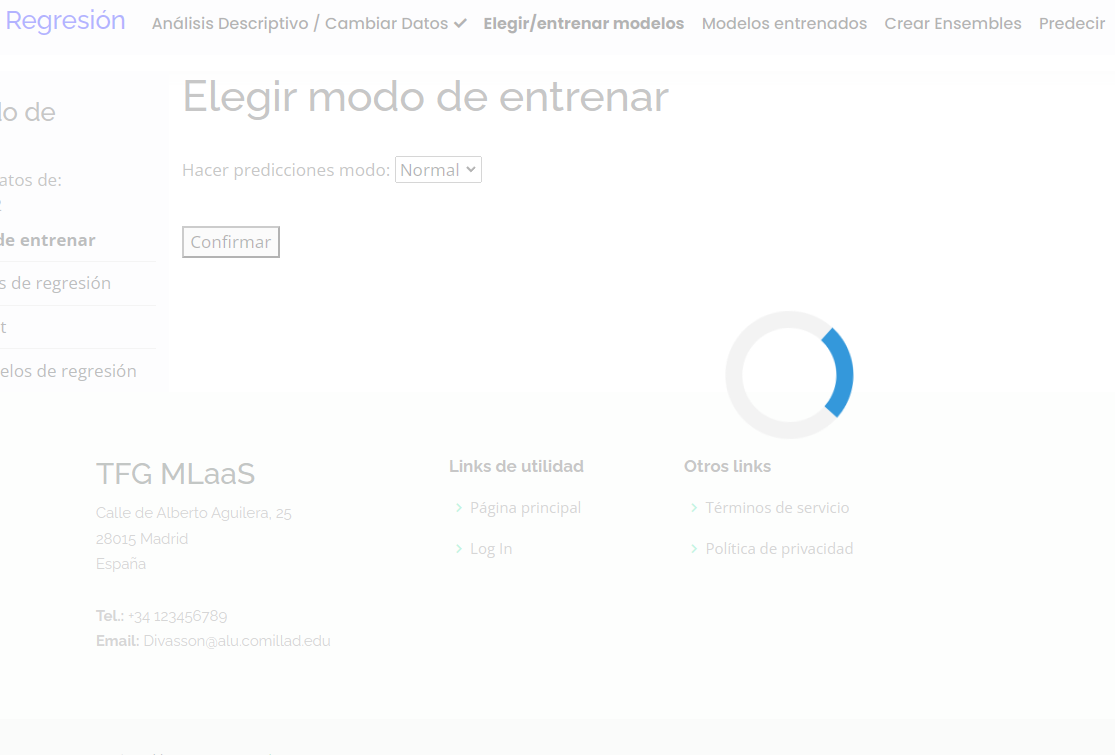 Regresión Análisis Descriptivo / Cambiar Datos Elegir/entrenar modelos Modelos entrenados Crear Ensembles Predecir
Elegir modo de entrenar
lo de
Hacer predicciones modo: Normal
atos de:
de entrenar
Confirmar
s de regresión
t
elos de regresión
TFG MLaaS
Calle de Alberto Aguilera, 25
28015 Madrid
España
Tel.: +34 123456789
Email: Divasson@alu.comillad.edu
Links de utilidad
Página principal
Log In
Otros links
Términos de servicio
Política de privacidad